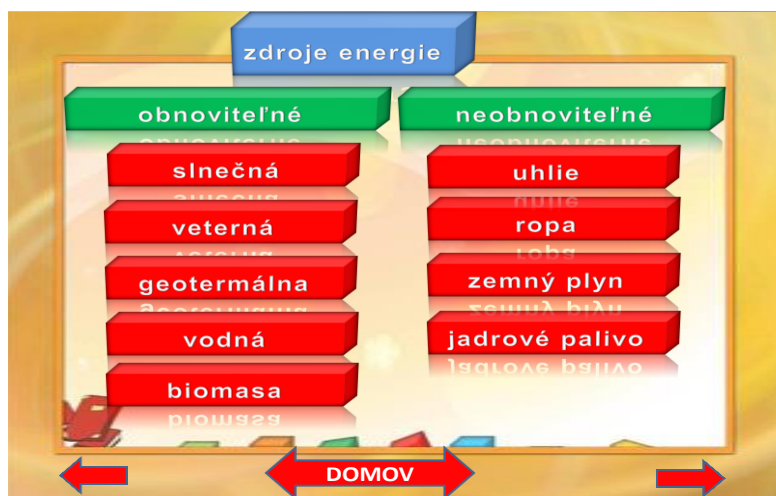 zdroje energie
obnoviteľné
neobnoviteľné
slnečná
uhlie
veterná
ropa
geotermálna
zemný plyn
vodná
jadrové palivo
biomasa
DOMOV